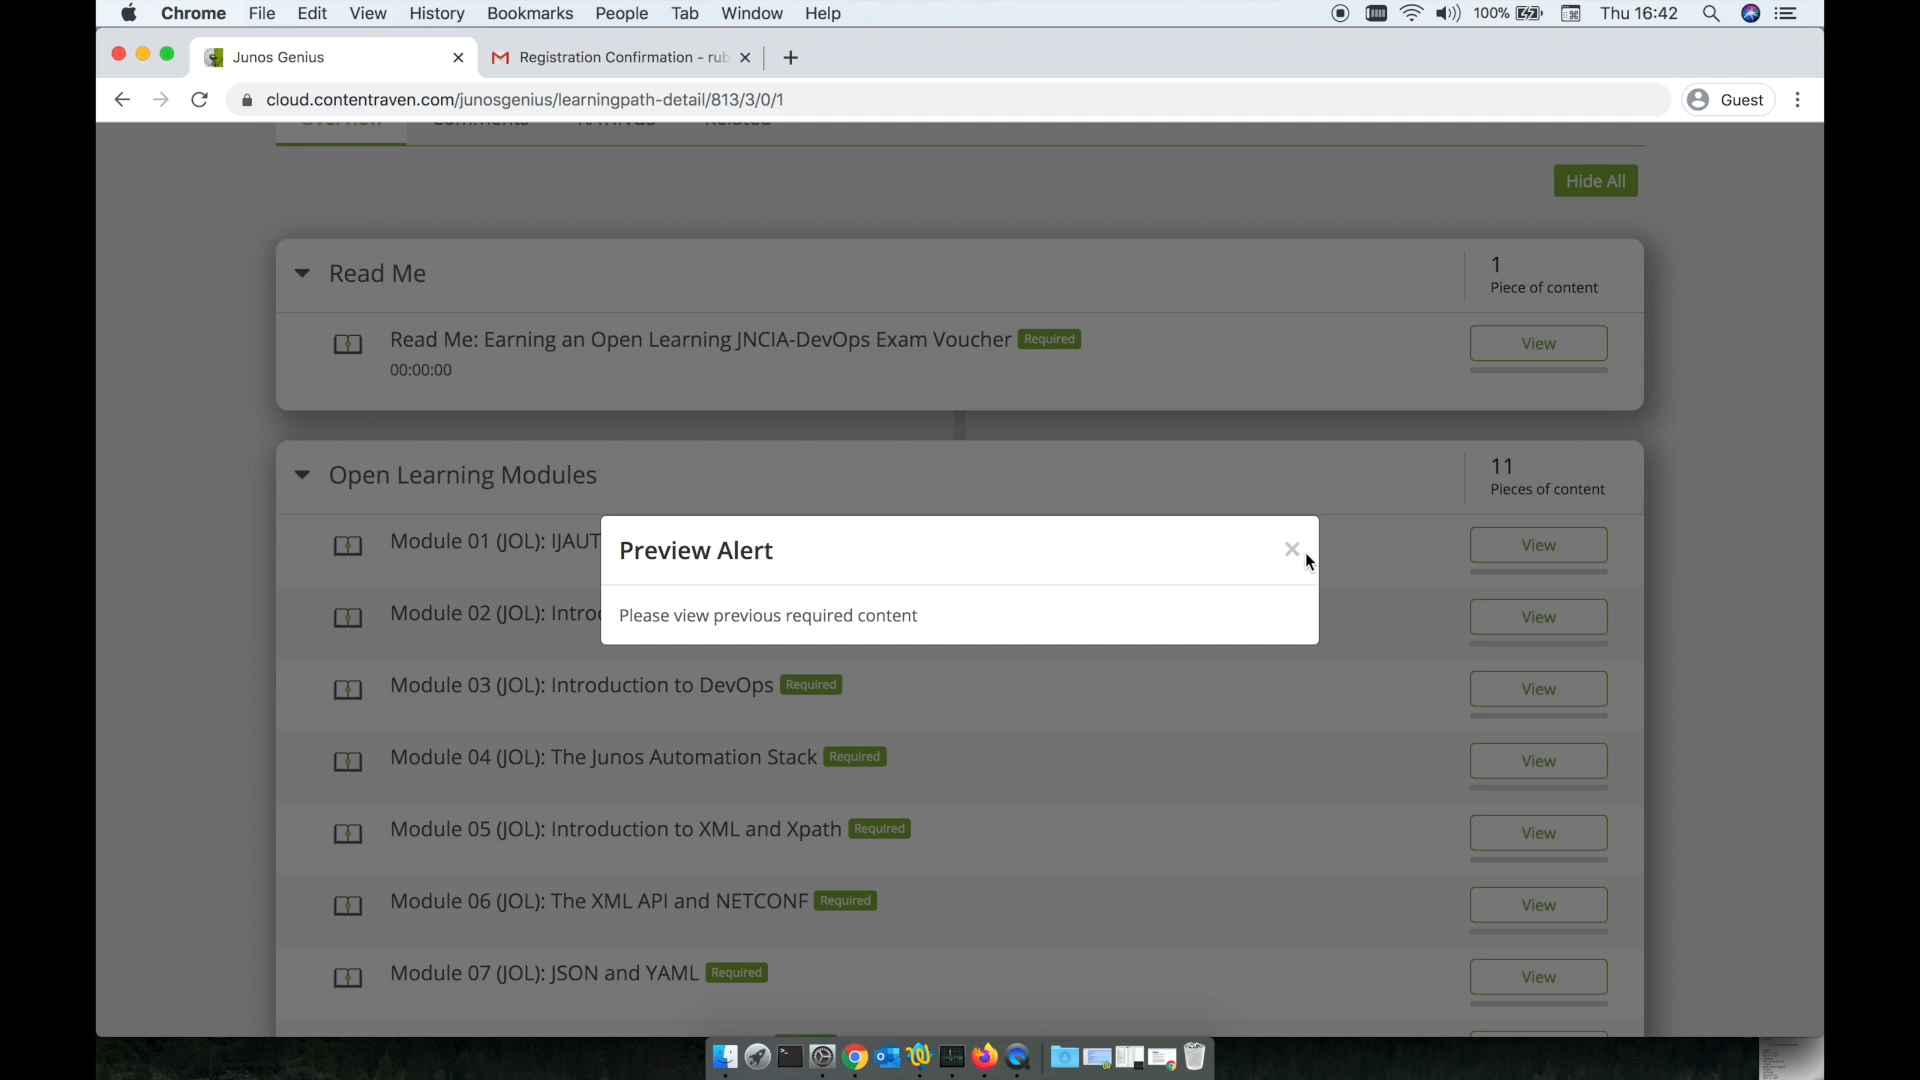 Chrome File Edit View History Bookmarks People Tab Window Help 100% Thu 16:42
Junos Genius Registration Confirmation - rub
cloud.contentraven.com/junosgenius/learningpath-detail/813/3/0/1 Guest
Overview Comments RATINGS Related
Hide All
Read Me 1
Piece of content
Read Me: Earning an Open Learning JNCIA-DevOps Exam Voucher Required View
00:00:00
Open Learning Modules 11
Pieces of content
Module 01 (JOL): IJAUT View
Preview Alert
Module 02 (JOL): Introd View
Please view previous required content
Module 03 (JOL): Introduction to DevOps Required View
Module 04 (JOL): The Junos Automation Stack Required View
Module 05 (JOL): Introduction to XML and Xpath Required View
Module 06 (JOL): The XML API and NETCONF Required View
Module 07 (JOL): JSON and YAML Required View